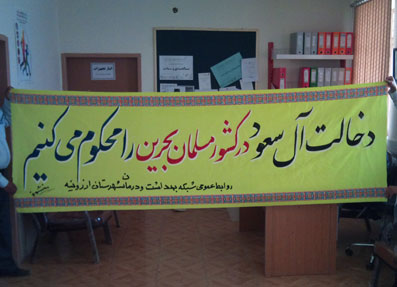 دخالت آل سعود در کشور مسلمان بحرین را محکوم می کنیم
روابط عمومی شبکه بهداشت و درمان شهرستان ارزوئیه